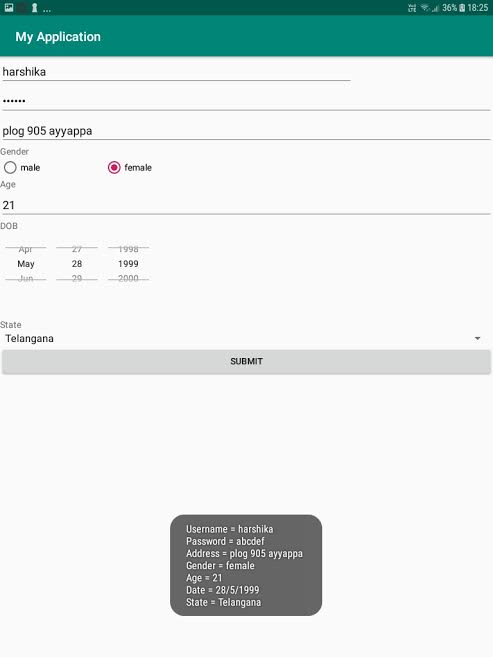 ... 36% 18:25
My Application
harshika
••••••
plog 905 ayyappa
Gender
male female
Age
21
DOB
Apr 27 1998
May 28 1999
Jun 29 2000
State
Telangana
SUBMIT
Username = harshika
Password = abcdef
Address = plog 905 ayyappa
Gender = female
Age = 21
Date = 28/5/1999
State = Telangana